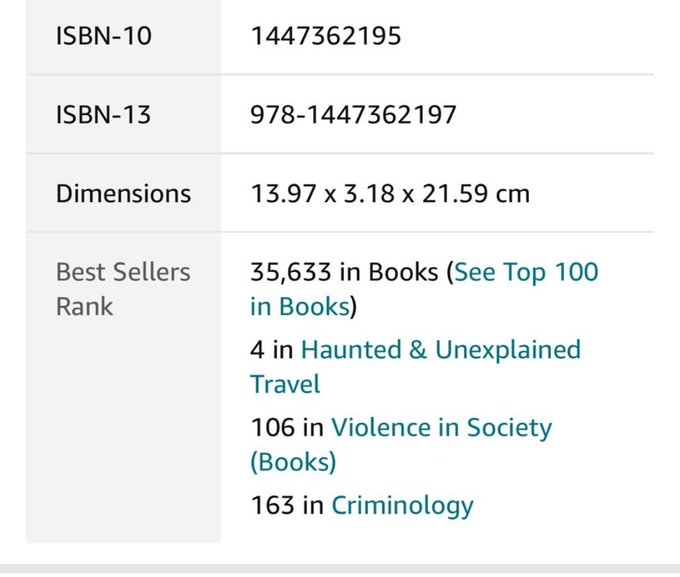 ISBN-10 1447362195
ISBN-13 978-1447362197
Dimensions 13.97 x 3.18 x 21.59 cm
Best Sellers Rank
35,633 in Books (See Top 100
in Books)
4 in Haunted & Unexplained
Travel
106 in Violence in Society
(Books)
163 in Criminology